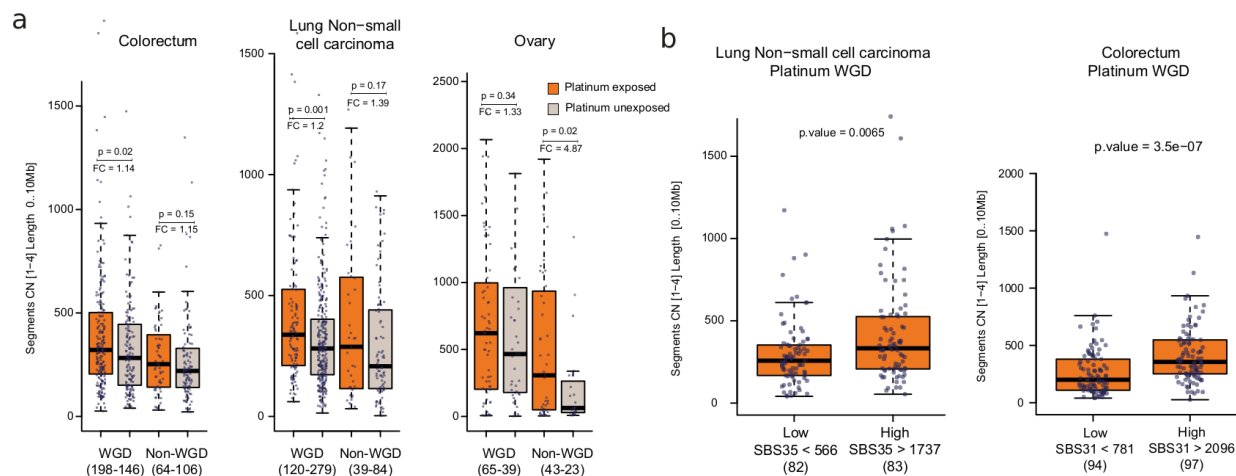 a
Colorectum
Segments CN [1−4] Length 0..10Mb
1500
1000
500
0
p = 0.02
FC = 1.14
p = 0.15
FC = 1.15
WGD
(198-146)
Non−WGD
(64-106)
Lung Non−small
cell carcinoma
1500
1000
500
0
p = 0.001
FC = 1.2
p = 0.17
FC = 1.39
WGD
(120-279)
Non-WGD
(39-84)
Ovary
2500
2000
1500
1000
500
0
p = 0.34
FC = 1.33
p = 0.02
FC = 4.87
Platinum exposed
Platinum unexposed
WGD
(65-39)
Non−WGD
(43-23)
b
Lung Non−small cell carcinoma
Platinum WGD
Segments CN [1−4] Length [0..10Mb]
1500
1000
500
0
p.value = 0.0065
Low
SBS35 < 566
(82)
High
SBS35 > 1737
(83)
Colorectum
Platinum WGD
Segments CN [1−4] Length [0..10Mb]
2000
1500
1000
500
0
p.value = 3.5e−07
Low
SBS31 < 781
(94)
High
SBS31 > 2096
(97)